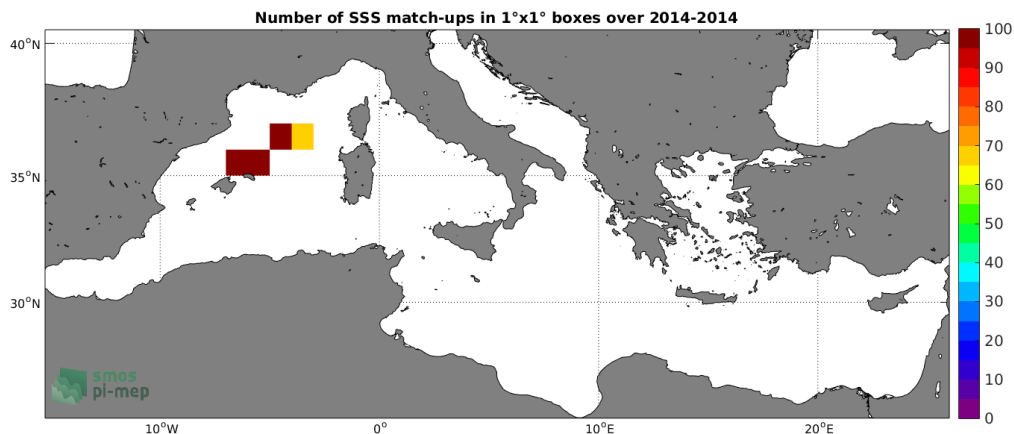 Number of SSS match-ups in 1°x1° boxes over 2014-2014
40°N
35°N
30°N
10°W
0°
10°E
20°E
100
90
80
70
60
50
40
30
20
10
0
smos
pi-mep